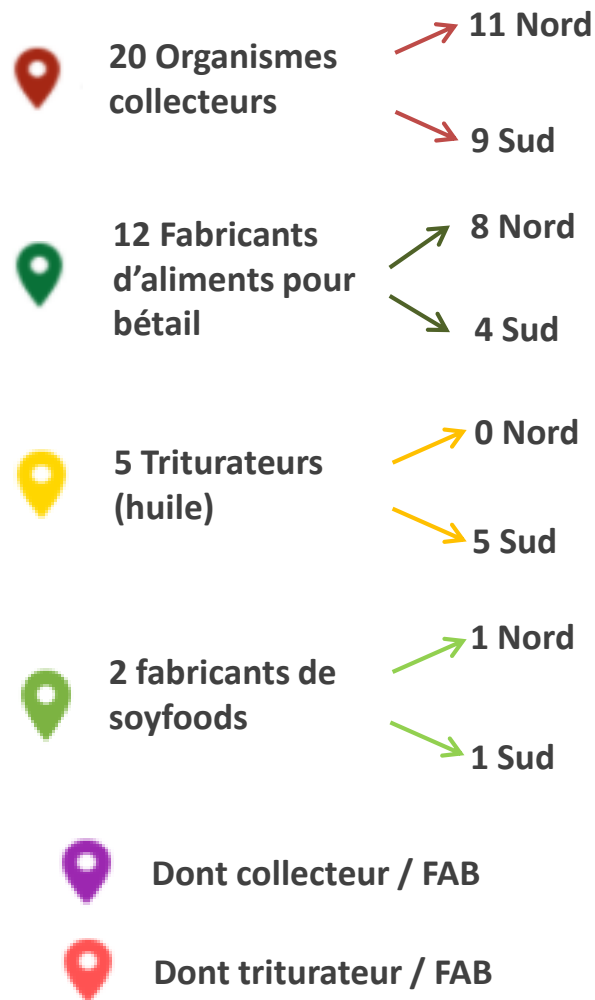 20 Organismes
collecteurs
11 Nord
9 Sud
12 Fabricants
d'aliments pour
bétail
8 Nord
4 Sud
5 Triturateurs
(huile)
0 Nord
5 Sud
2 fabricants de
soyfoods
1 Nord
1 Sud
Dont collecteur / FAB
Dont triturateur / FAB